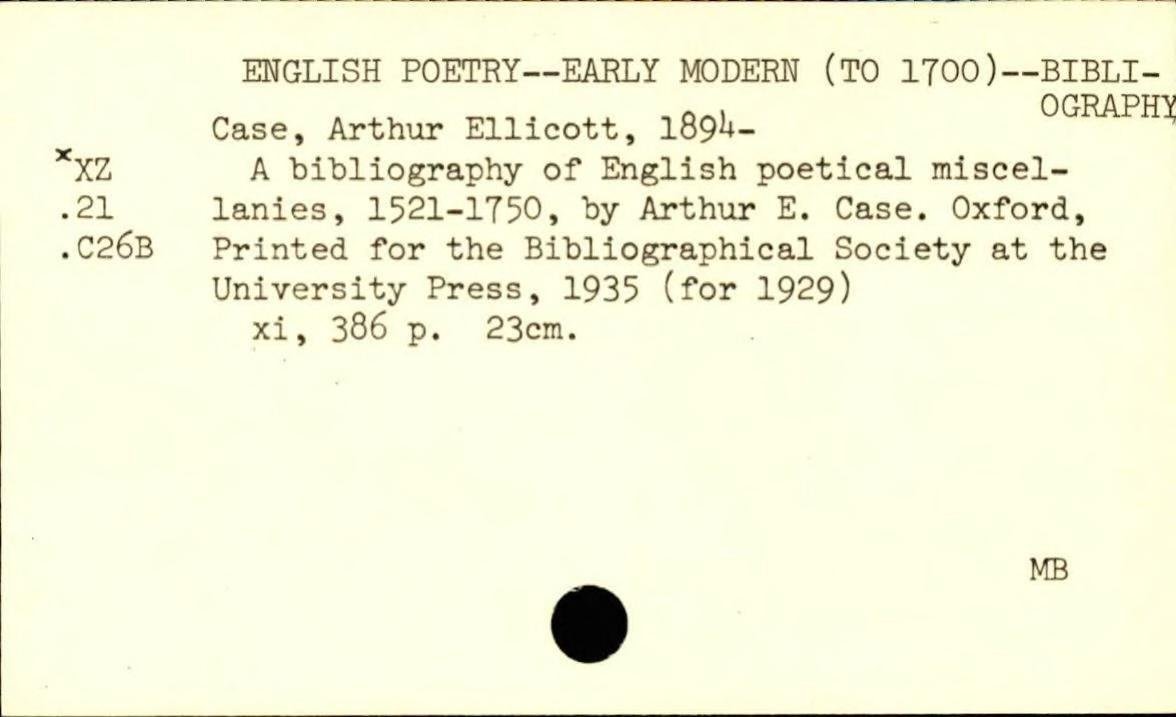 ENGLISH POETRY--EARLY MODERN (TO 1700)--BIBLI-
OGRAPHY
Case, Arthur Ellicott, 1894-
xXZ A bibliography of English poetical miscel-
.21 lanies, 1521-1750, by Arthur E. Case. Oxford,
.C26B Printed for the Bibliographical Society at the
University Press, 1935 (for 1929)
xi, 386 p. 23cm.
MB